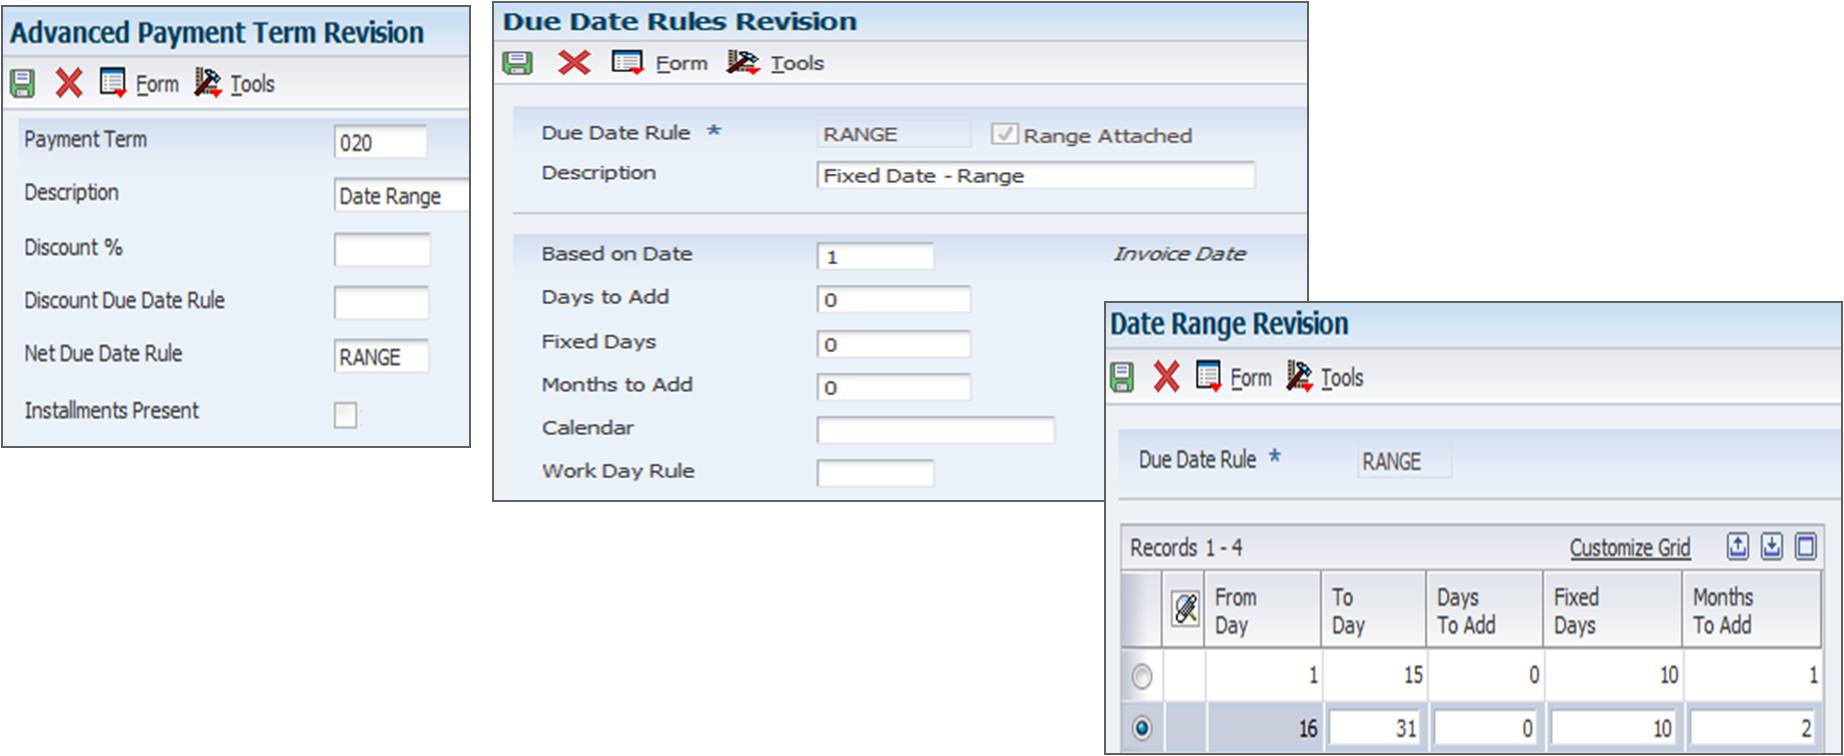 Advanced Payment Term Revision
Form Tools
Payment Term 020
Description Date Range
Discount %
Discount Due Date Rule
Net Due Date Rule RANGE
Installments Present
Due Date Rules Revision
Form Tools
Due Date Rule * RANGE Range Attached
Description Fixed Date - Range
Based on Date 1 Invoice Date
Days to Add 0
Fixed Days 0
Months to Add 0
Calendar
Work Day Rule
Date Range Revision
Form Tools
Due Date Rule * RANGE
Records 1 - 4 Customize Grid
From To Days Fixed Months
Day Day To Add Days To Add
1 15 0 10 1
16 31 0 10 2